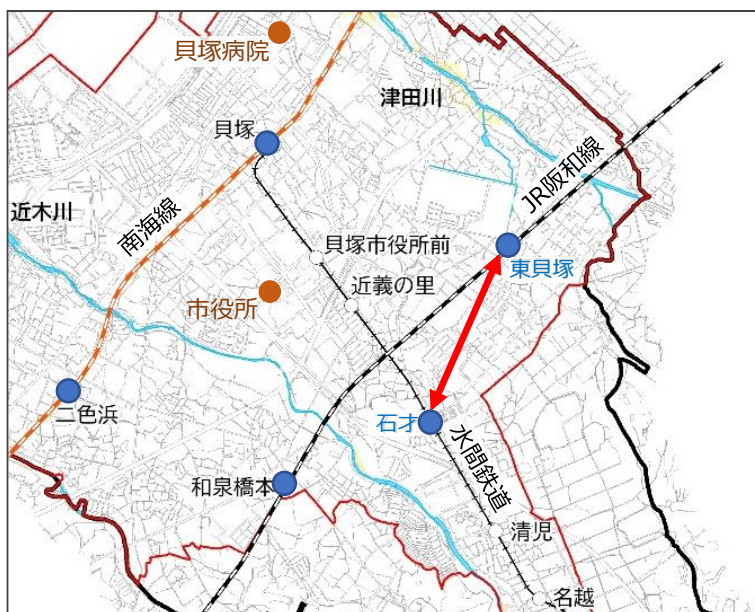 貝塚病院
津田川
貝塚
JR阪和線
近木川
南海線
貝塚市役所前
東貝塚
近義の里
市役所
二色浜
石才
水間鉄道
和泉橋本
清児
名越